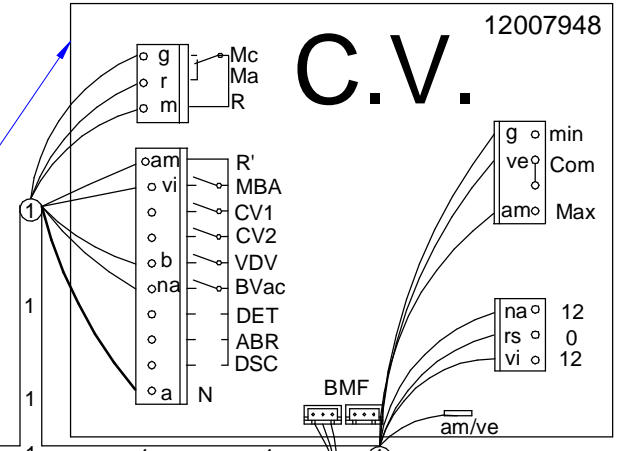 12007948
C.V.
g Mc
r Ma
m R
am R'
vi MBA
CV1
CV2
b VDV
na BVac
DET
ABR
DSC
a N
g min
ve Com
am Max
na 12
rs 0
vi 12
BMF
am/ve
1
1
1